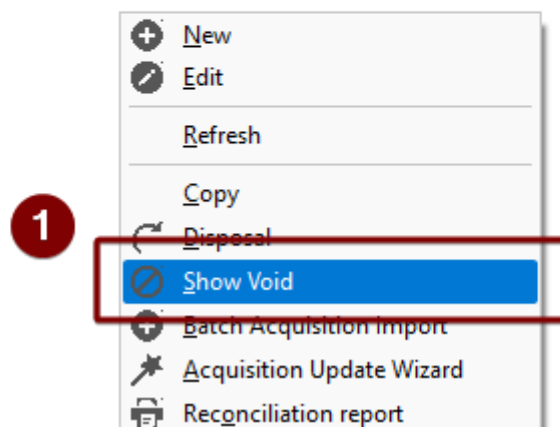 New
Edit
Refresh
Copy
1
Disposal
Show Void
Batch Acquisition Import
Acquisition Update Wizard
Reconciliation report